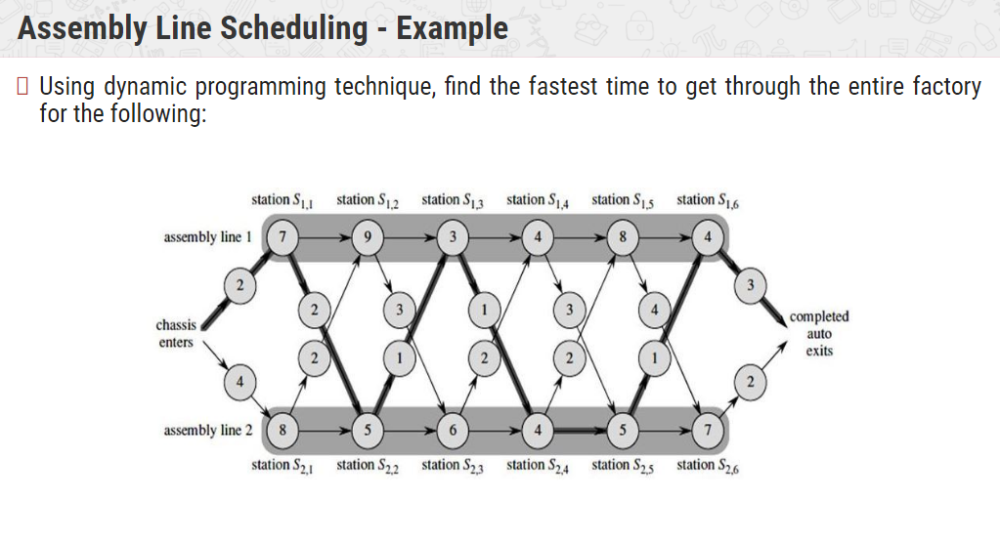 Assembly Line Scheduling - Example
Using dynamic programming technique, find the fastest time to get through the entire factory
for the following:
station S1,1 station S1,2 station S1,3 station S1,4 station S1,5 station S1,6
assembly line 1 7 9 3 4 8 4
2 3
2 3 1 3 4
chassis
enters
completed
auto
exits
2 1 2 2 1
4 2
assembly line 2 8 5 6 4 5 7
station S2,1 station S2,2 station S2,3 station S2,4 station S2,5 station S2,6